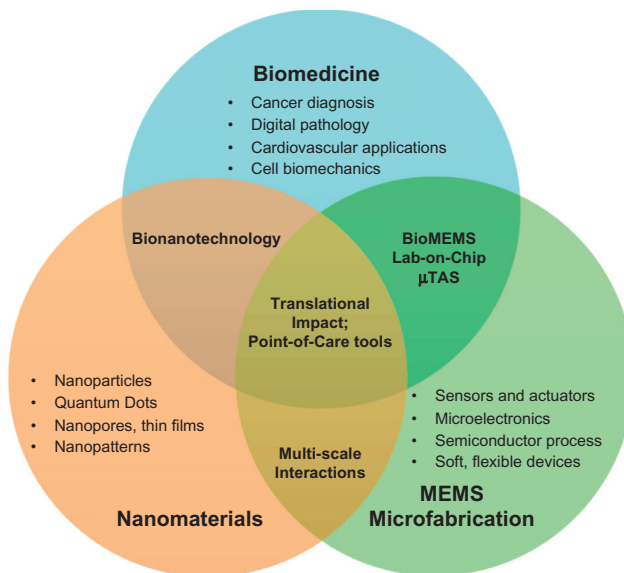 Biomedicine
• Cancer diagnosis
• Digital pathology
• Cardiovascular applications
• Cell biomechanics
Bionanotechnology
BioMEMS
Lab-on-Chip
µTAS
Translational
Impact;
Point-of-Care tools
• Nanoparticles
• Quantum Dots
• Nanopores, thin films
• Nanopatterns
• Sensors and actuators
• Microelectronics
• Semiconductor process
• Soft, flexible devices
Multi-scale
Interactions
Nanomaterials
MEMS
Microfabrication